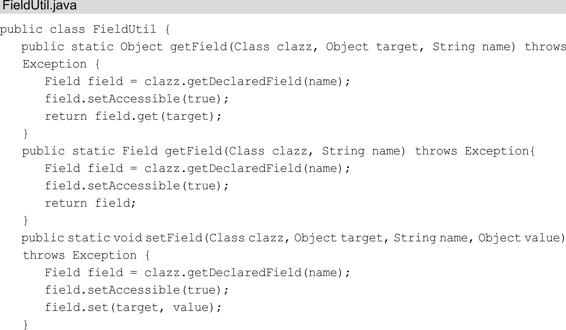 FieldUtil.java
public class FieldUtil {
public static Object getField(Class clazz, Object target, String name) throws
Exception {
Field field = clazz.getDeclaredField(name);
field.setAccessible(true);
return field.get(target);
}
public static Field getField(Class clazz, String name) throws Exception{
Field field = clazz.getDeclaredField(name);
field.setAccessible(true);
return field;
}
public static void setField(Class clazz, Object target, String name, Object value)
throws Exception {
Field field = clazz.getDeclaredField(name);
field.setAccessible(true);
field.set(target, value);
}